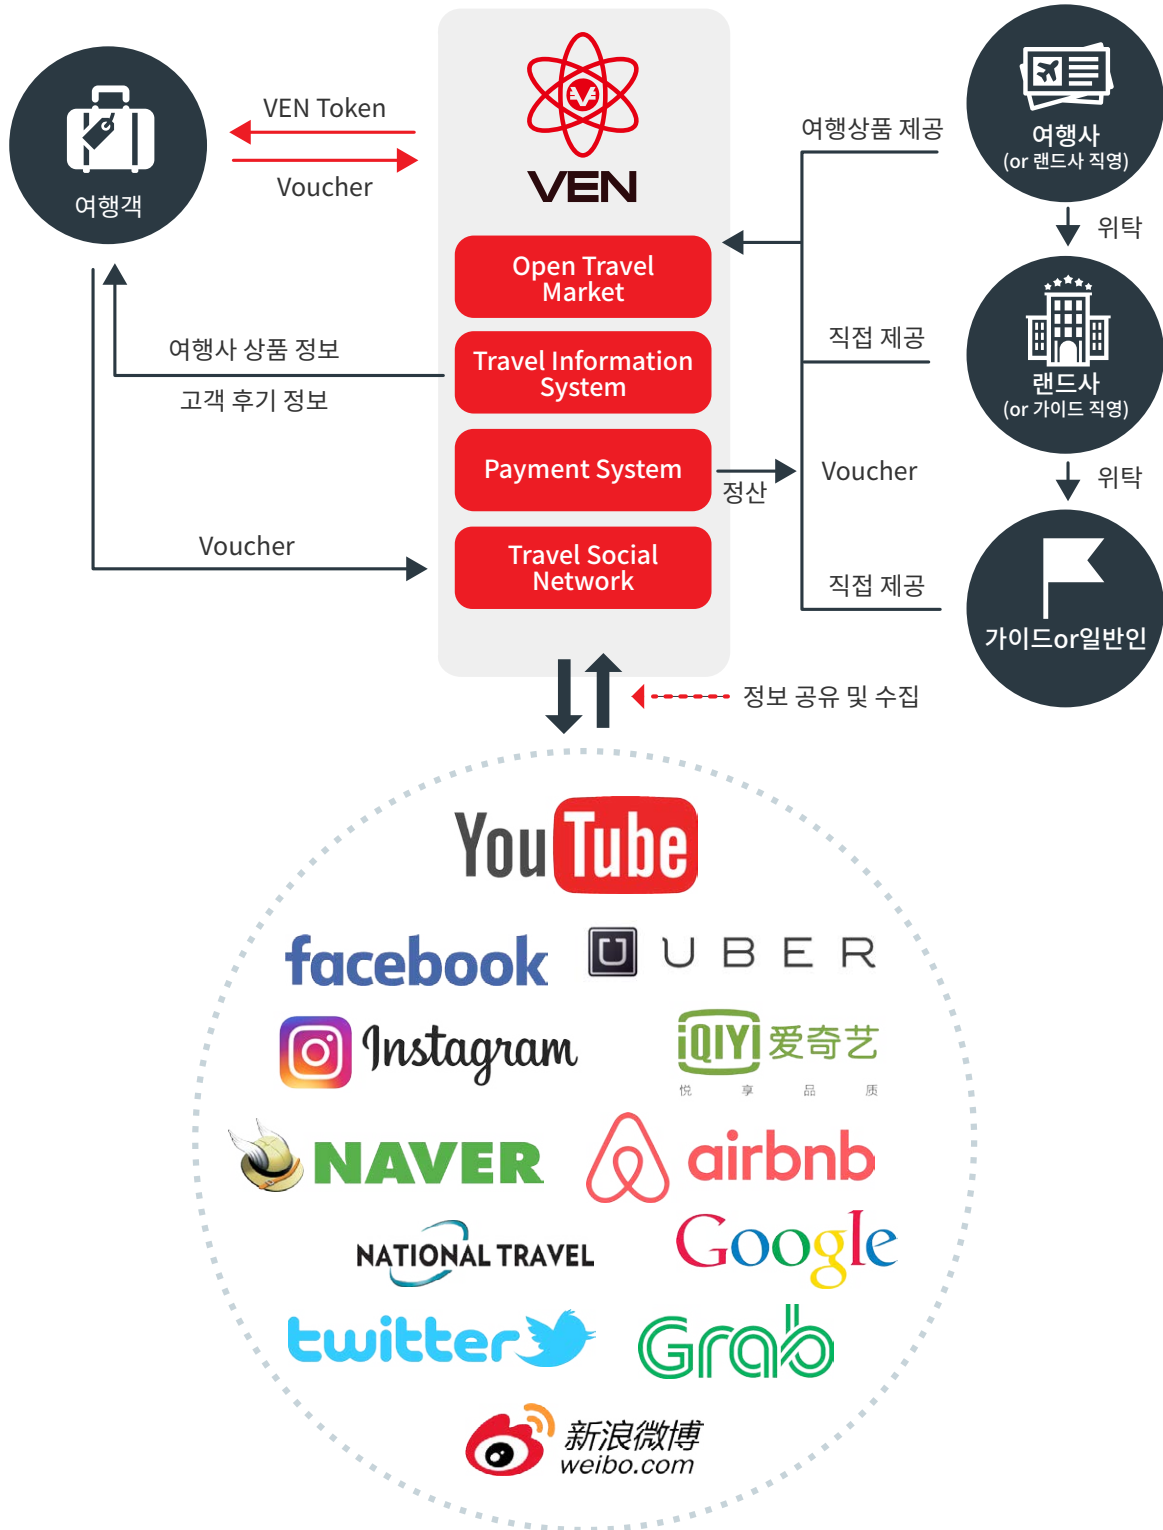 VEN Token
Voucher
여행객
VEN
여행상품 제공
여행사
(or 랜드사 직영)
위탁
Open Travel
Market
여행사 상품 정보
고객 후기 정보
Travel Information
System
직접 제공
랜드사
(or 가이드 직영)
Payment System
정산
Voucher
위탁
Voucher
Travel Social
Network
직접 제공
가이드or일반인
정보 공유 및 수집
YouTube
facebook
UBER
Instagram
iQIYI 爱奇艺
悦享品质
NAVER
airbnb
NATIONAL TRAVEL
Google
twitter
Grab
新浪微博
weibo.com